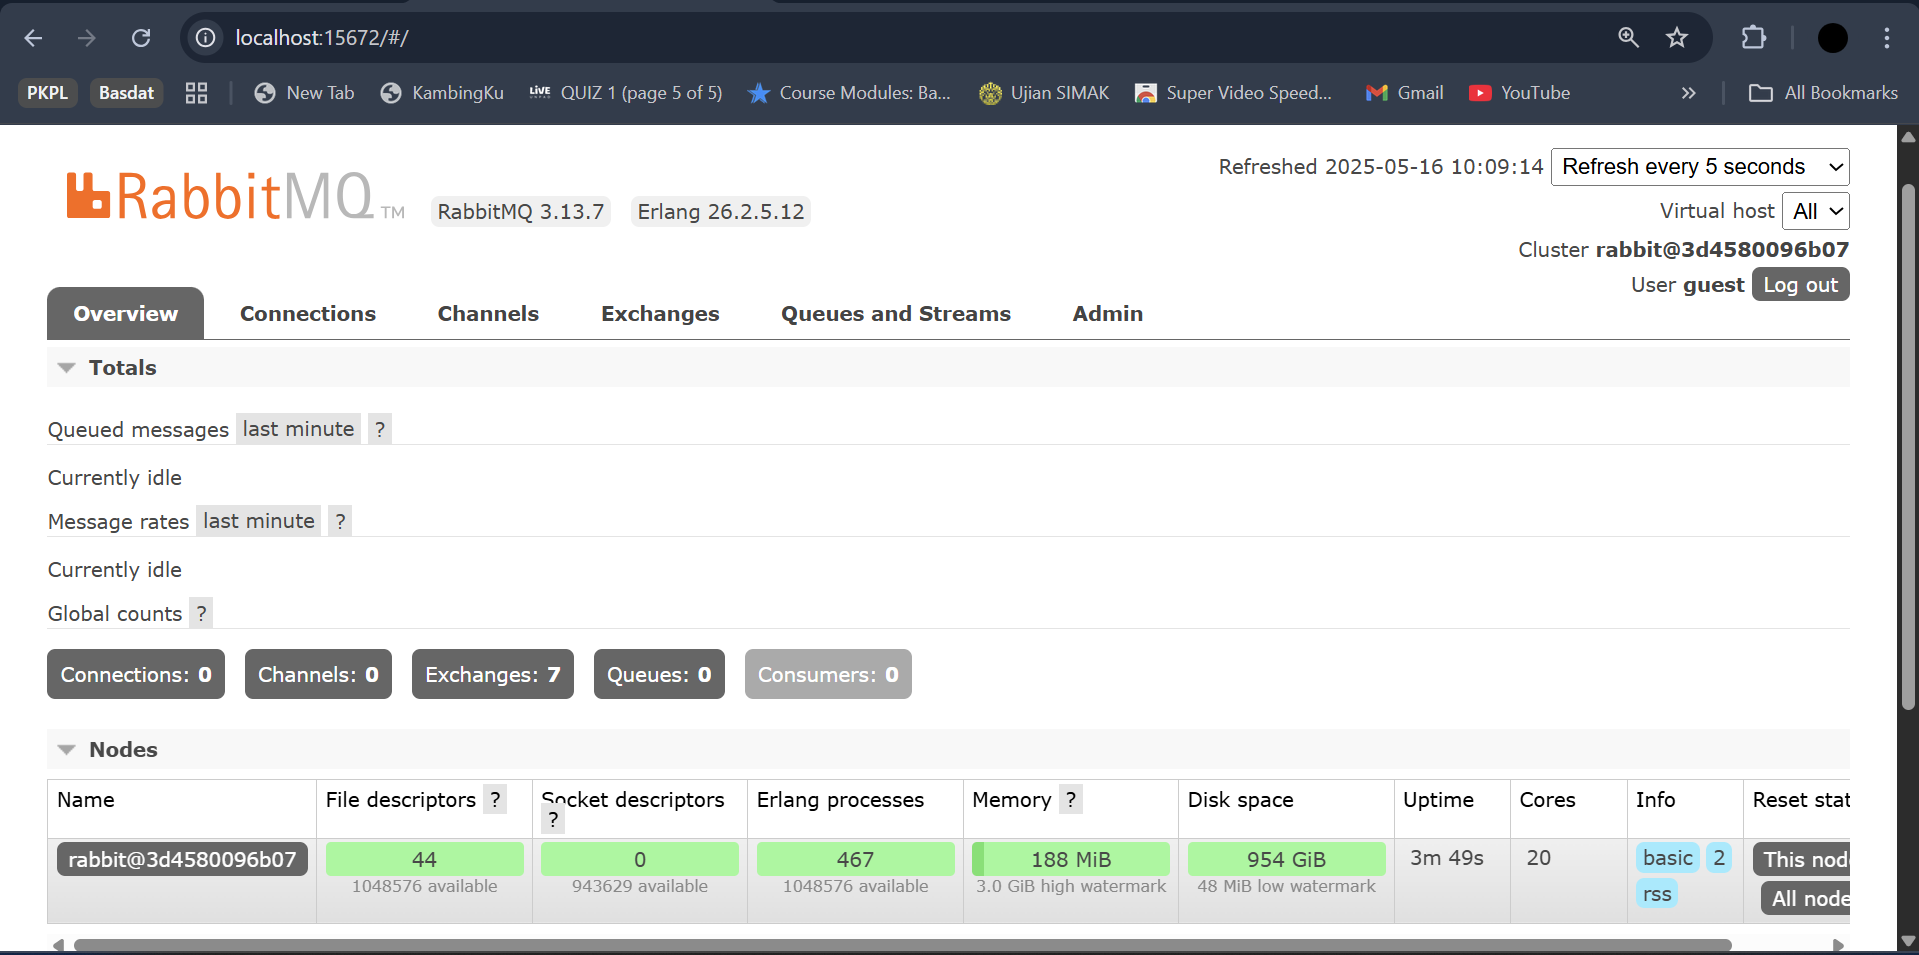 localhost:15672/#/
PKPL Basdat New Tab KambingKu LIVE QUIZ 1 (page 5 of 5) Course Modules: Ba... Ujian SIMAK Super Video Speed... Gmail YouTube » All Bookmarks
Refreshed 2025-05-16 10:09:14 Refresh every 5 seconds
RabbitMQ TM RabbitMQ 3.13.7 Erlang 26.2.5.12
Virtual host All
Cluster rabbit@3d4580096b07
User guest Log out
Overview Connections Channels Exchanges Queues and Streams Admin
Totals
Queued messages last minute ?
Currently idle
Message rates last minute ?
Currently idle
Global counts ?
Connections: 0 Channels: 0 Exchanges: 7 Queues: 0 Consumers: 0
Nodes
Name File descriptors ? Socket descriptors ? Erlang processes Memory ? Disk space Uptime Cores Info Reset stat
rabbit@3d4580096b07 44 0 467 188 MiB 954 GiB 3m 49s 20 basic 2 This nod
1048576 available 943629 available 1048576 available 3.0 GiB high watermark 48 MiB low watermark rss All node